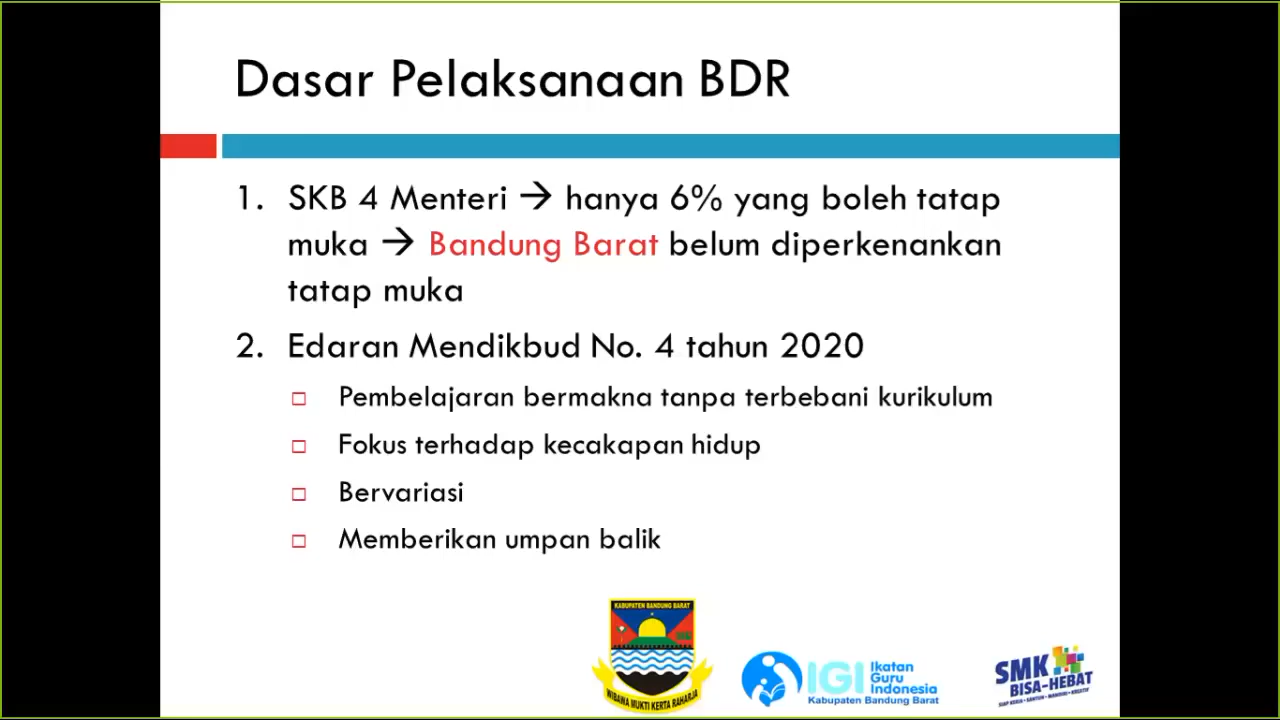 Dasar Pelaksanaan BDR
1. SKB 4 Menteri → hanya 6% yang boleh tatap
muka → Bandung Barat belum diperkenankan
tatap muka
2. Edaran Mendikbud No. 4 tahun 2020
□ Pembelajaran bermakna tanpa terbebani kurikulum
□ Fokus terhadap kecakapan hidup
□ Bervariasi
□ Memberikan umpan balik
KABUPATEN BANDUNG BARAT
WIBAWA MUKTI KERTA RAHARJA
IGI Ikatan
Guru
Indonesia
Kabupaten Bandung Barat
SMK
BISA-HEBAT
SIAP KERJA • SANTUN • MANDIRI • KREATIF